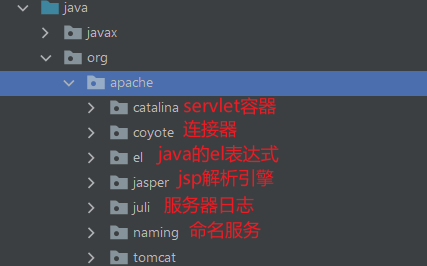 java
javax
org
apache
catalina servlet容器
coyote 连接器
el java的el表达式
jasper jsp解析引擎
juli 服务器日志
naming 命名服务
tomcat